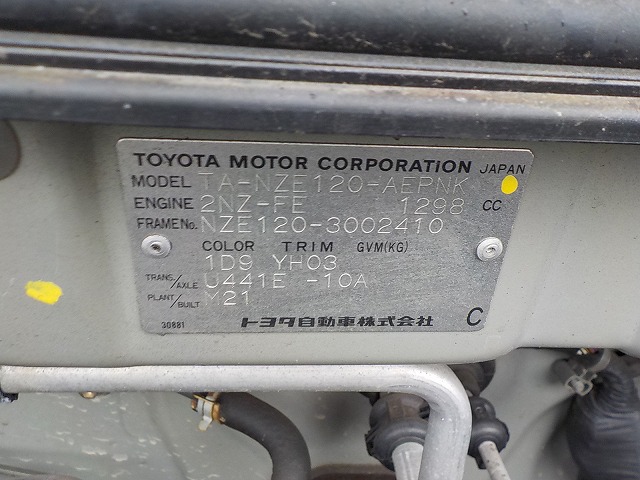 TOYOTA MOTOR CORPORATION JAPAN
MODEL TA-NZE120-AEPNK
ENGINE 2NZ-FE 1298 CC
FRAME No. NZE120-3002410
COLOR TRIM GVM(KG)
1D9 YH03
TRANS./AXLE U441E -10A
PLANT/BUILT M21
30881 トヨタ自動車株式会社 C